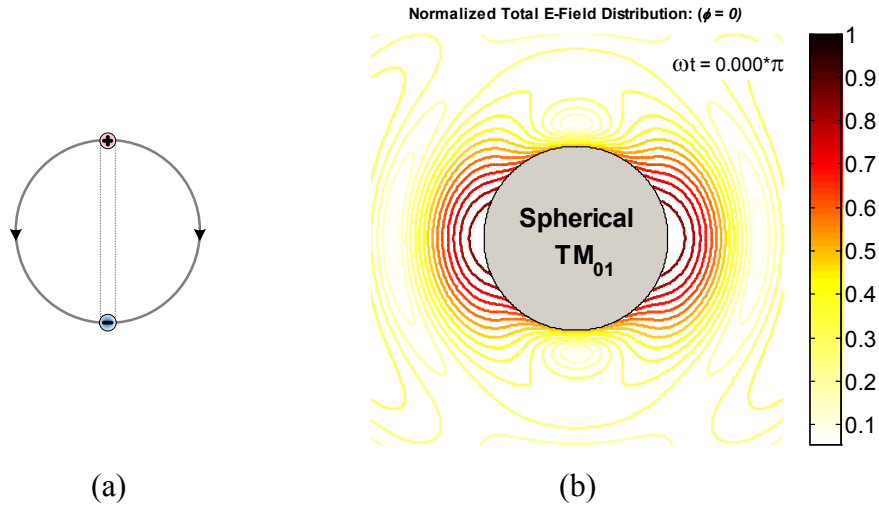 Normalized Total E-Field Distribution: (ϕ = 0)
ωt = 0.000*π
+
−
Spherical
TM₀₁
1
0.9
0.8
0.7
0.6
0.5
0.4
0.3
0.2
0.1
(a)
(b)